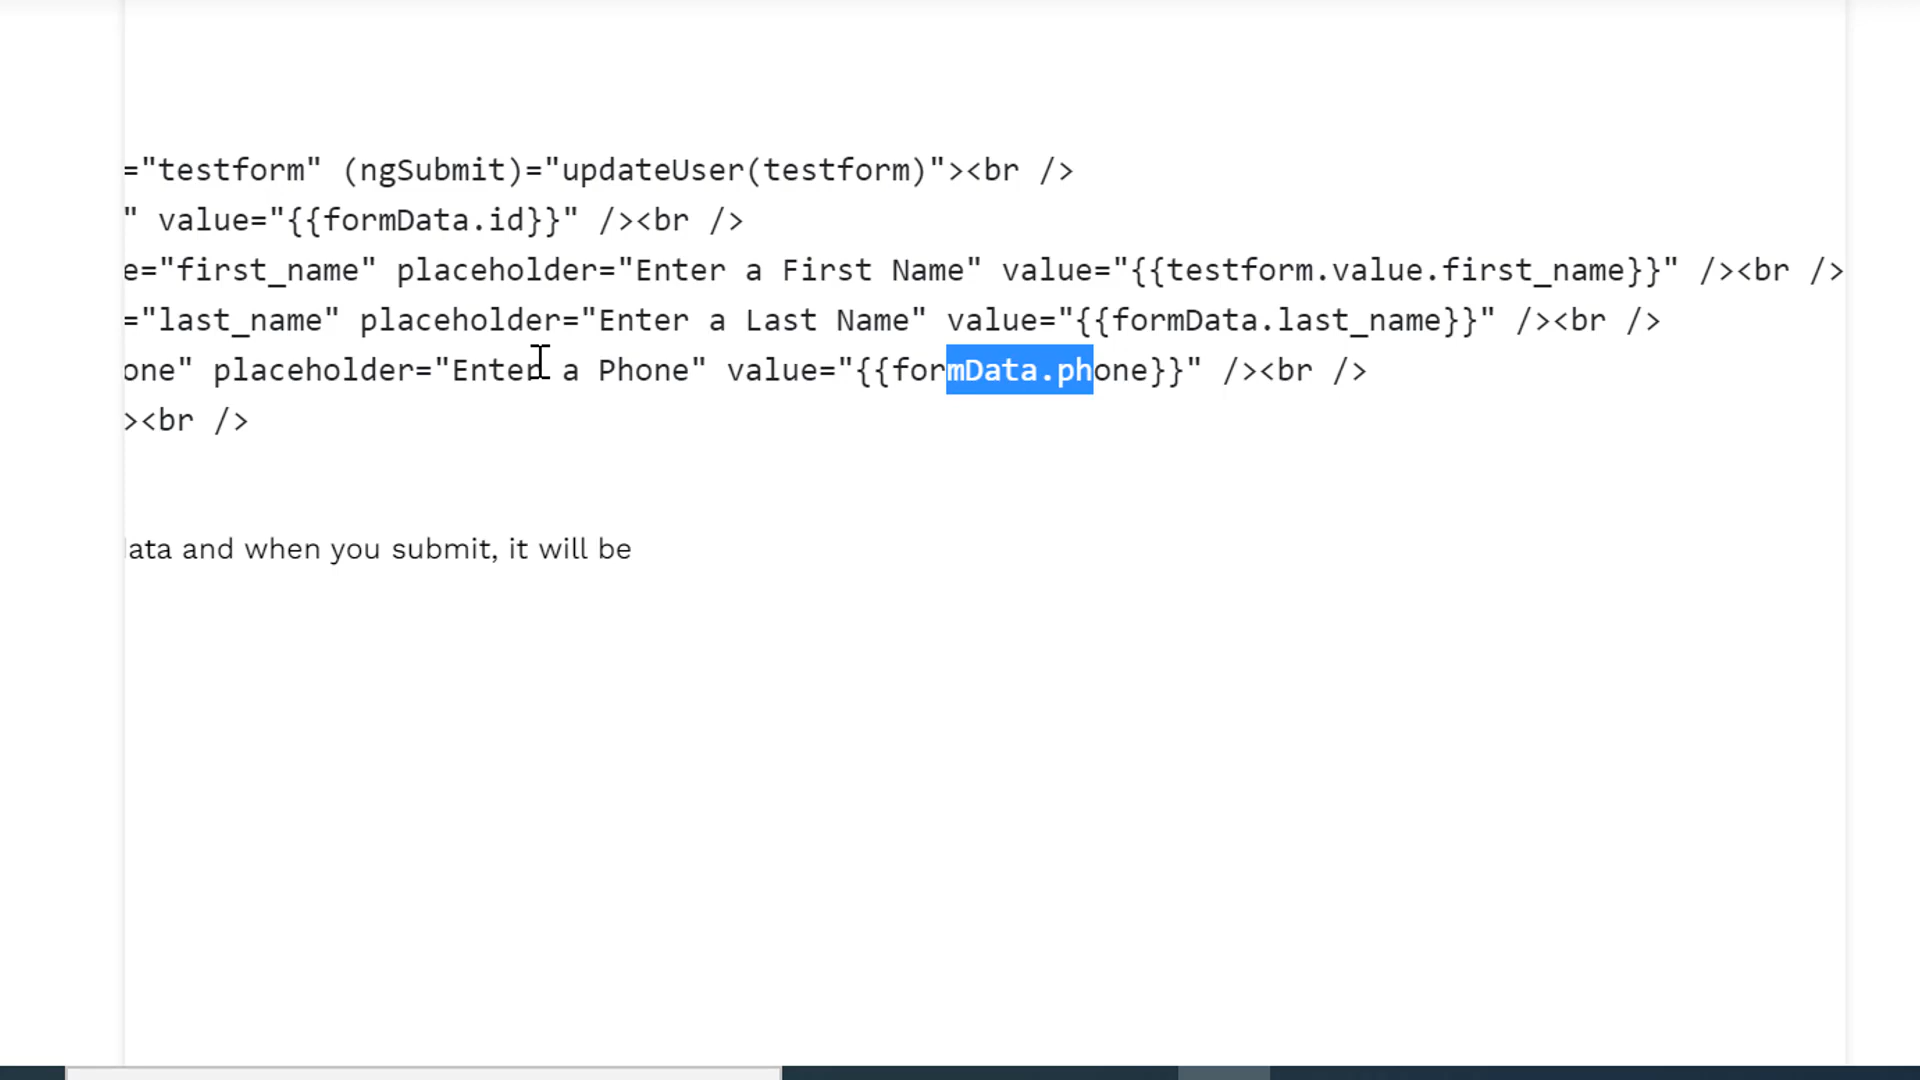 ="testform" (ngSubmit)="updateUser(testform)"><br />
" value="{{formData.id}}" /><br />
e="first_name" placeholder="Enter a First Name" value="{{testform.value.first_name}}" /><br />
="last_name" placeholder="Enter a Last Name" value="{{formData.last_name}}" /><br />
one" placeholder="Enter a Phone" value="{{formData.phone}}" /><br />
><br />
ata and when you submit, it will be